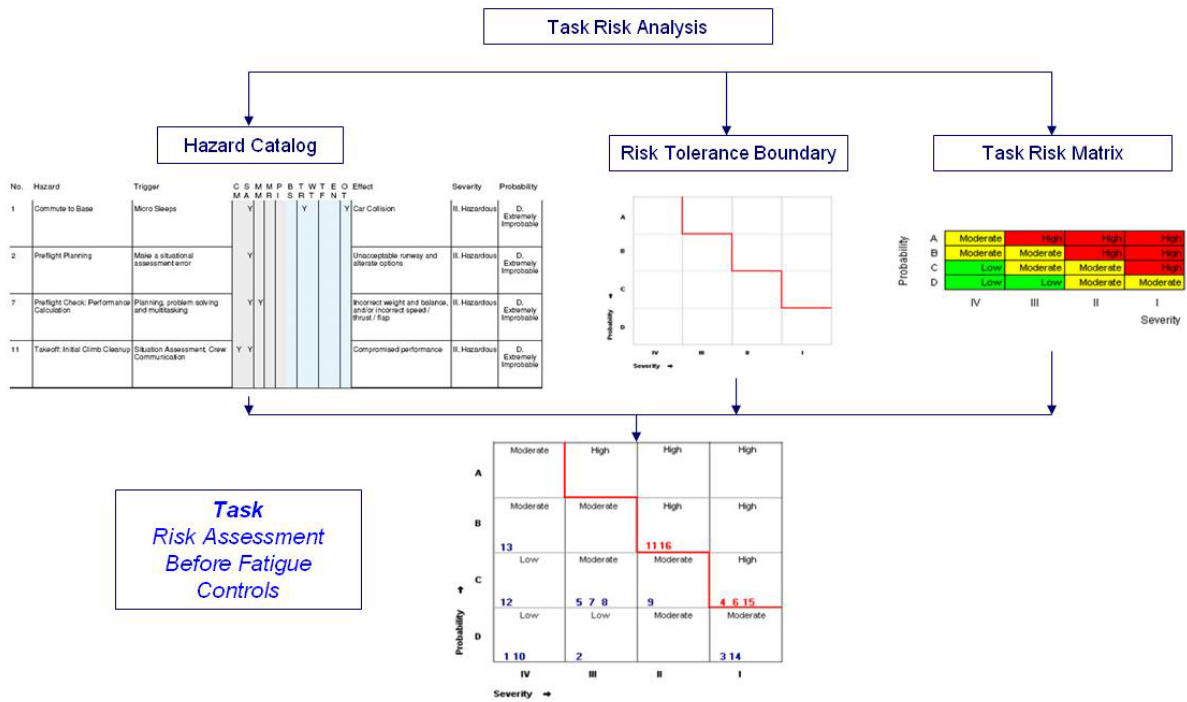 Task Risk Analysis
Hazard Catalog
Risk Tolerance Boundary
Task Risk Matrix
No. Hazard Trigger C M S A M M M R P I B S T R R T W T T F E N O T Effect Severity Probability
1 Commute to Base Micro Sleeps Y Y Y Car Collision III. Hazardous D. Extremely Improbable
2 Preflight Planning Make a situational assessment error Y Unacceptable runway and alterate options III. Hazardous D. Extremely Improbable
7 Preflight Check: Performance Calculation Planning, problem solving and multitasking Y Y Incorrect weight and balance, and/or incorrect speed / thrust / flap III. Hazardous D. Extremely Improbable
11 Takeoff: Initial Climb Cleanup Situation Assessment, Crew Communication Y Y Compromised performance III. Hazardous D. Extremely Improbable
A
B
C
D
Probability
IV III II I
Severity
Probability
A Moderate High High High
B Moderate Moderate High High
C Low Moderate Moderate High
D Low Low Moderate Moderate
IV III II I
Severity
Task
Risk Assessment
Before Fatigue
Controls
Moderate High High High
A
Moderate Moderate High High
B
13 11 16
Low Moderate Moderate High
C
12 5 7 8 9 4 6 15
Low Low Moderate Moderate
D
1 10 2 3 14
Probability
IV III II I
Severity